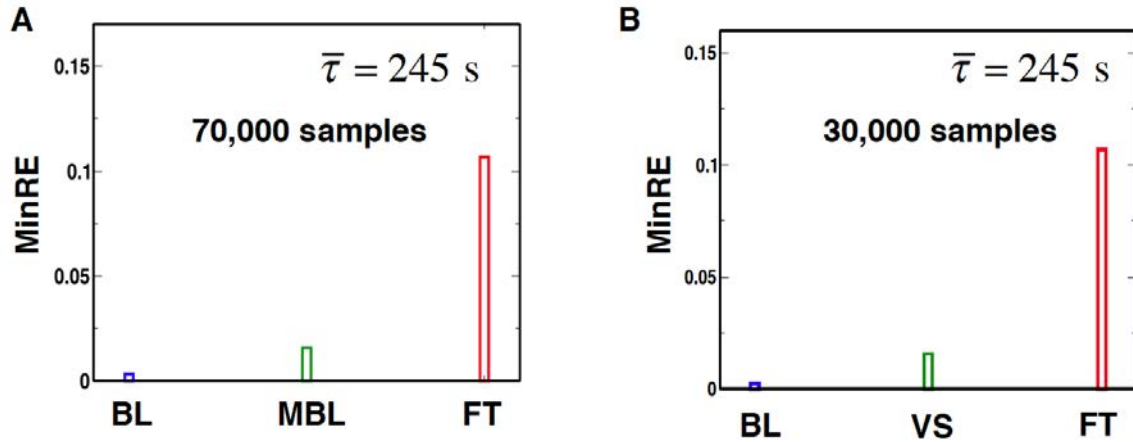 A
τ̅ = 245 s
70,000 samples
MinRE
0.15
0.1
0.05
0
BL MBL FT
B
τ̅ = 245 s
30,000 samples
MinRE
0.15
0.1
0.05
0
BL VS FT